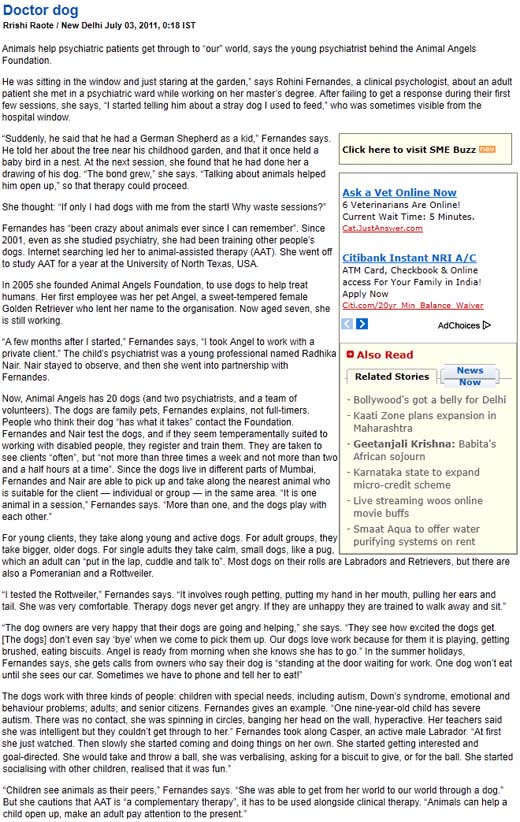 Doctor dog
Rrishi Raote / New Delhi July 03, 2011, 0:18 IST
Animals help psychiatric patients get through to “our” world, says the young psychiatrist behind the Animal Angels
Foundation.
He was sitting in the window and just staring at the garden,” says Rohini Fernandes, a clinical psychologist, about an adult
patient she met in a psychiatric ward while working on her master’s degree. After failing to get a response during their first
few sessions, she says, “I started telling him about a stray dog I used to feed,” who was sometimes visible from the
hospital window.
“Suddenly, he said that he had a German Shepherd as a kid,” Fernandes says.
He told her about the tree near his childhood garden, and that it once held a
baby bird in a nest. At the next session, she found that he had done her a
drawing of his dog. “The bond grew,” she says. “Talking about animals helped
him open up,” so that therapy could proceed.
She thought: “If only I had dogs with me from the start! Why waste sessions?”
Fernandes has “been crazy about animals ever since I can remember”. Since
2001, even as she studied psychiatry, she had been training other people’s
dogs. Internet searching led her to animal-assisted therapy (AAT). She went off
to study AAT for a year at the University of North Texas, USA.
In 2005 she founded Animal Angels Foundation, to use dogs to help treat
humans. Her first employee was her pet Angel, a sweet-tempered female
Golden Retriever who lent her name to the organisation. Now aged seven, she
is still working.
“A few months after I started,” Fernandes says, “I took Angel to work with a
private client.” The child’s psychiatrist was a young professional named Radhika
Nair. Nair stayed to observe, and then she went into partnership with
Fernandes.
Now, Animal Angels has 20 dogs (and two psychiatrists, and a team of
volunteers). The dogs are family pets, Fernandes explains, not full-timers.
People who think their dog “has what it takes” contact the Foundation.
Fernandes and Nair test the dogs, and if they seem temperamentally suited to
working with disabled people, they register and train them. They are taken to
see clients “often”, but “not more than three times a week and not more than two
and a half hours at a time”. Since the dogs live in different parts of Mumbai,
Fernandes and Nair are able to pick up and take along the nearest animal who
is suitable for the client — individual or group — in the same area. “It is one
animal in a session,” Fernandes says. “More than one, and the dogs play with
each other.”
For young clients, they take along young and active dogs. For adult groups, they
take bigger, older dogs. For single adults they take calm, small dogs, like a pug,
which an adult can “put in the lap, cuddle and talk to”. Most dogs on their rolls are Labradors and Retrievers, but there are
also a Pomeranian and a Rottweiler.
“I tested the Rottweiler,” Fernandes says. “It involves rough petting, putting my hand in her mouth, pulling her ears and
tail. She was very comfortable. Therapy dogs never get angry. If they are unhappy they are trained to walk away and sit.”
“The dog owners are very happy that their dogs are going and helping,” she says. “They see how excited the dogs get.
[The dogs] don’t even say ‘bye’ when we come to pick them up. Our dogs love work because for them it is playing, getting
brushed, eating biscuits. Angel is ready from morning when she knows she has to go.” In the summer holidays,
Fernandes says, she gets calls from owners who say their dog is “standing at the door waiting for work. One dog won’t eat
until she sees our car. Sometimes we have to phone and tell her to eat!”
The dogs work with three kinds of people: children with special needs, including autism, Down’s syndrome, emotional and
behaviour problems; adults; and senior citizens. Fernandes gives an example. “One nine-year-old child has severe
autism. There was no contact, she was spinning in circles, banging her head on the wall, hyperactive. Her teachers said
she was intelligent but they couldn’t get through to her.” Fernandes took along Casper, an active male Labrador. “At first
she just watched. Then slowly she started coming and doing things on her own. She started getting interested and
goal-directed. She would take and throw a ball, she was verbalising, asking for a biscuit to give, or for the ball. She started
socialising with other children, realised that it was fun.”
“Children see animals as their peers,” Fernandes says. “She was able to get from her world to our world through a dog.”
But she cautions that AAT is “a complementary therapy”, it has to be used alongside clinical therapy. “Animals can help a
child open up, make an adult pay attention to the present.”
Click here to visit SME Buzz new
Ask a Vet Online Now
6 Veterinarians Are Online!
Current Wait Time: 5 Minutes.
Cat.JustAnswer.com
Citibank Instant NRI A/C
ATM Card, Checkbook & Online
access For Your Family in India!
Apply Now
Citi.com/20yr_Min_Balance_Waiver
AdChoices
Also Read
Related Stories
News
Now
- Bollywood's got a belly for Delhi
- Kaati Zone plans expansion in
Maharashtra
- Geetanjali Krishna: Babita's
African sojourn
- Karnataka state to expand
micro-credit scheme
- Live streaming woos online
movie buffs
- Smaat Aqua to offer water
purifying systems on rent